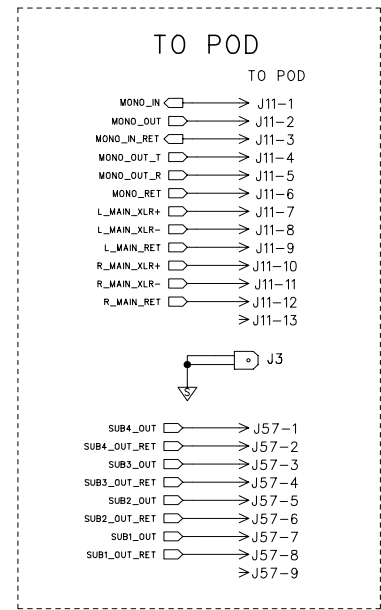 TO POD
TO POD
MONO_IN J11-1
MONO_OUT J11-2
MONO_IN_RET J11-3
MONO_OUT_T J11-4
MONO_OUT_R J11-5
MONO_RET J11-6
L_MAIN_XLR+ J11-7
L_MAIN_XLR- J11-8
L_MAIN_RET J11-9
R_MAIN_XLR+ J11-10
R_MAIN_XLR- J11-11
R_MAIN_RET J11-12
J11-13
J3
S
SUB4_OUT J57-1
SUB4_OUT_RET J57-2
SUB3_OUT J57-3
SUB3_OUT_RET J57-4
SUB2_OUT J57-5
SUB2_OUT_RET J57-6
SUB1_OUT J57-7
SUB1_OUT_RET J57-8
J57-9